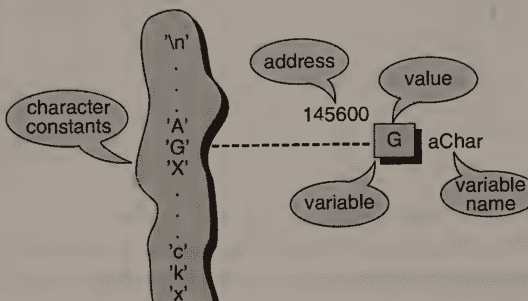 '\n'
.
.
.
'A'
'G'
'X'
.
.
.
'c'
'k'
'x'
character
constants
address
145600
value
G
aChar
variable
variable
name